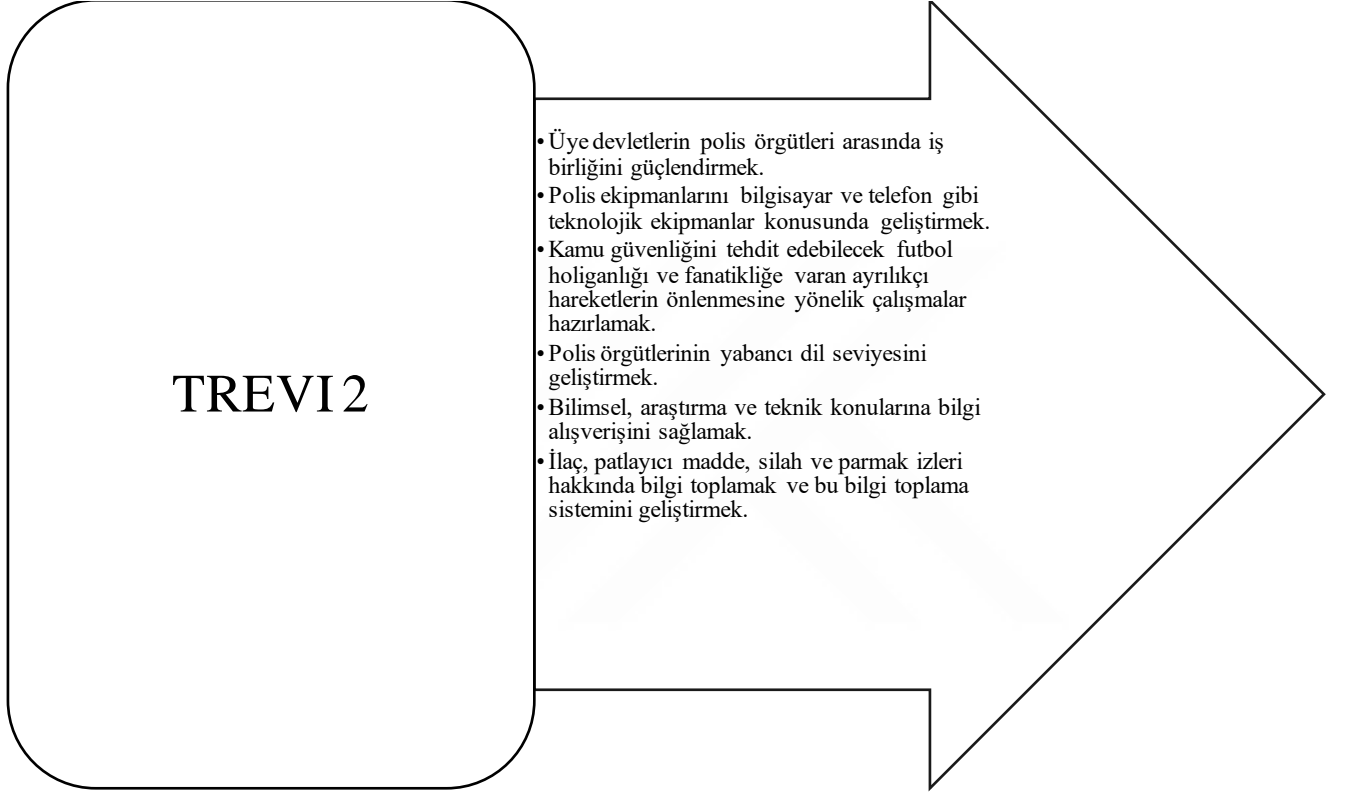 TREVI 2
• Üye devletlerin polis örgütleri arasında iş
birliğini güçlendirmek.
• Polis ekipmanlarını bilgisayar ve telefon gibi
teknolojik ekipmanlar konusunda geliştirmek.
• Kamu güvenliğini tehdit edebilecek futbol
holiganlığı ve fanatikliğe varan ayrılıkçı
hareketlerin önlenmesine yönelik çalışmalar
hazırlamak.
• Polis örgütlerinin yabancı dil seviyesini
geliştirmek.
• Bilimsel, araştırma ve teknik konularına bilgi
alışverişini sağlamak.
• İlaç, patlayıcı madde, silah ve parmak izleri
hakkında bilgi toplamak ve bu bilgi toplama
sistemini geliştirmek.